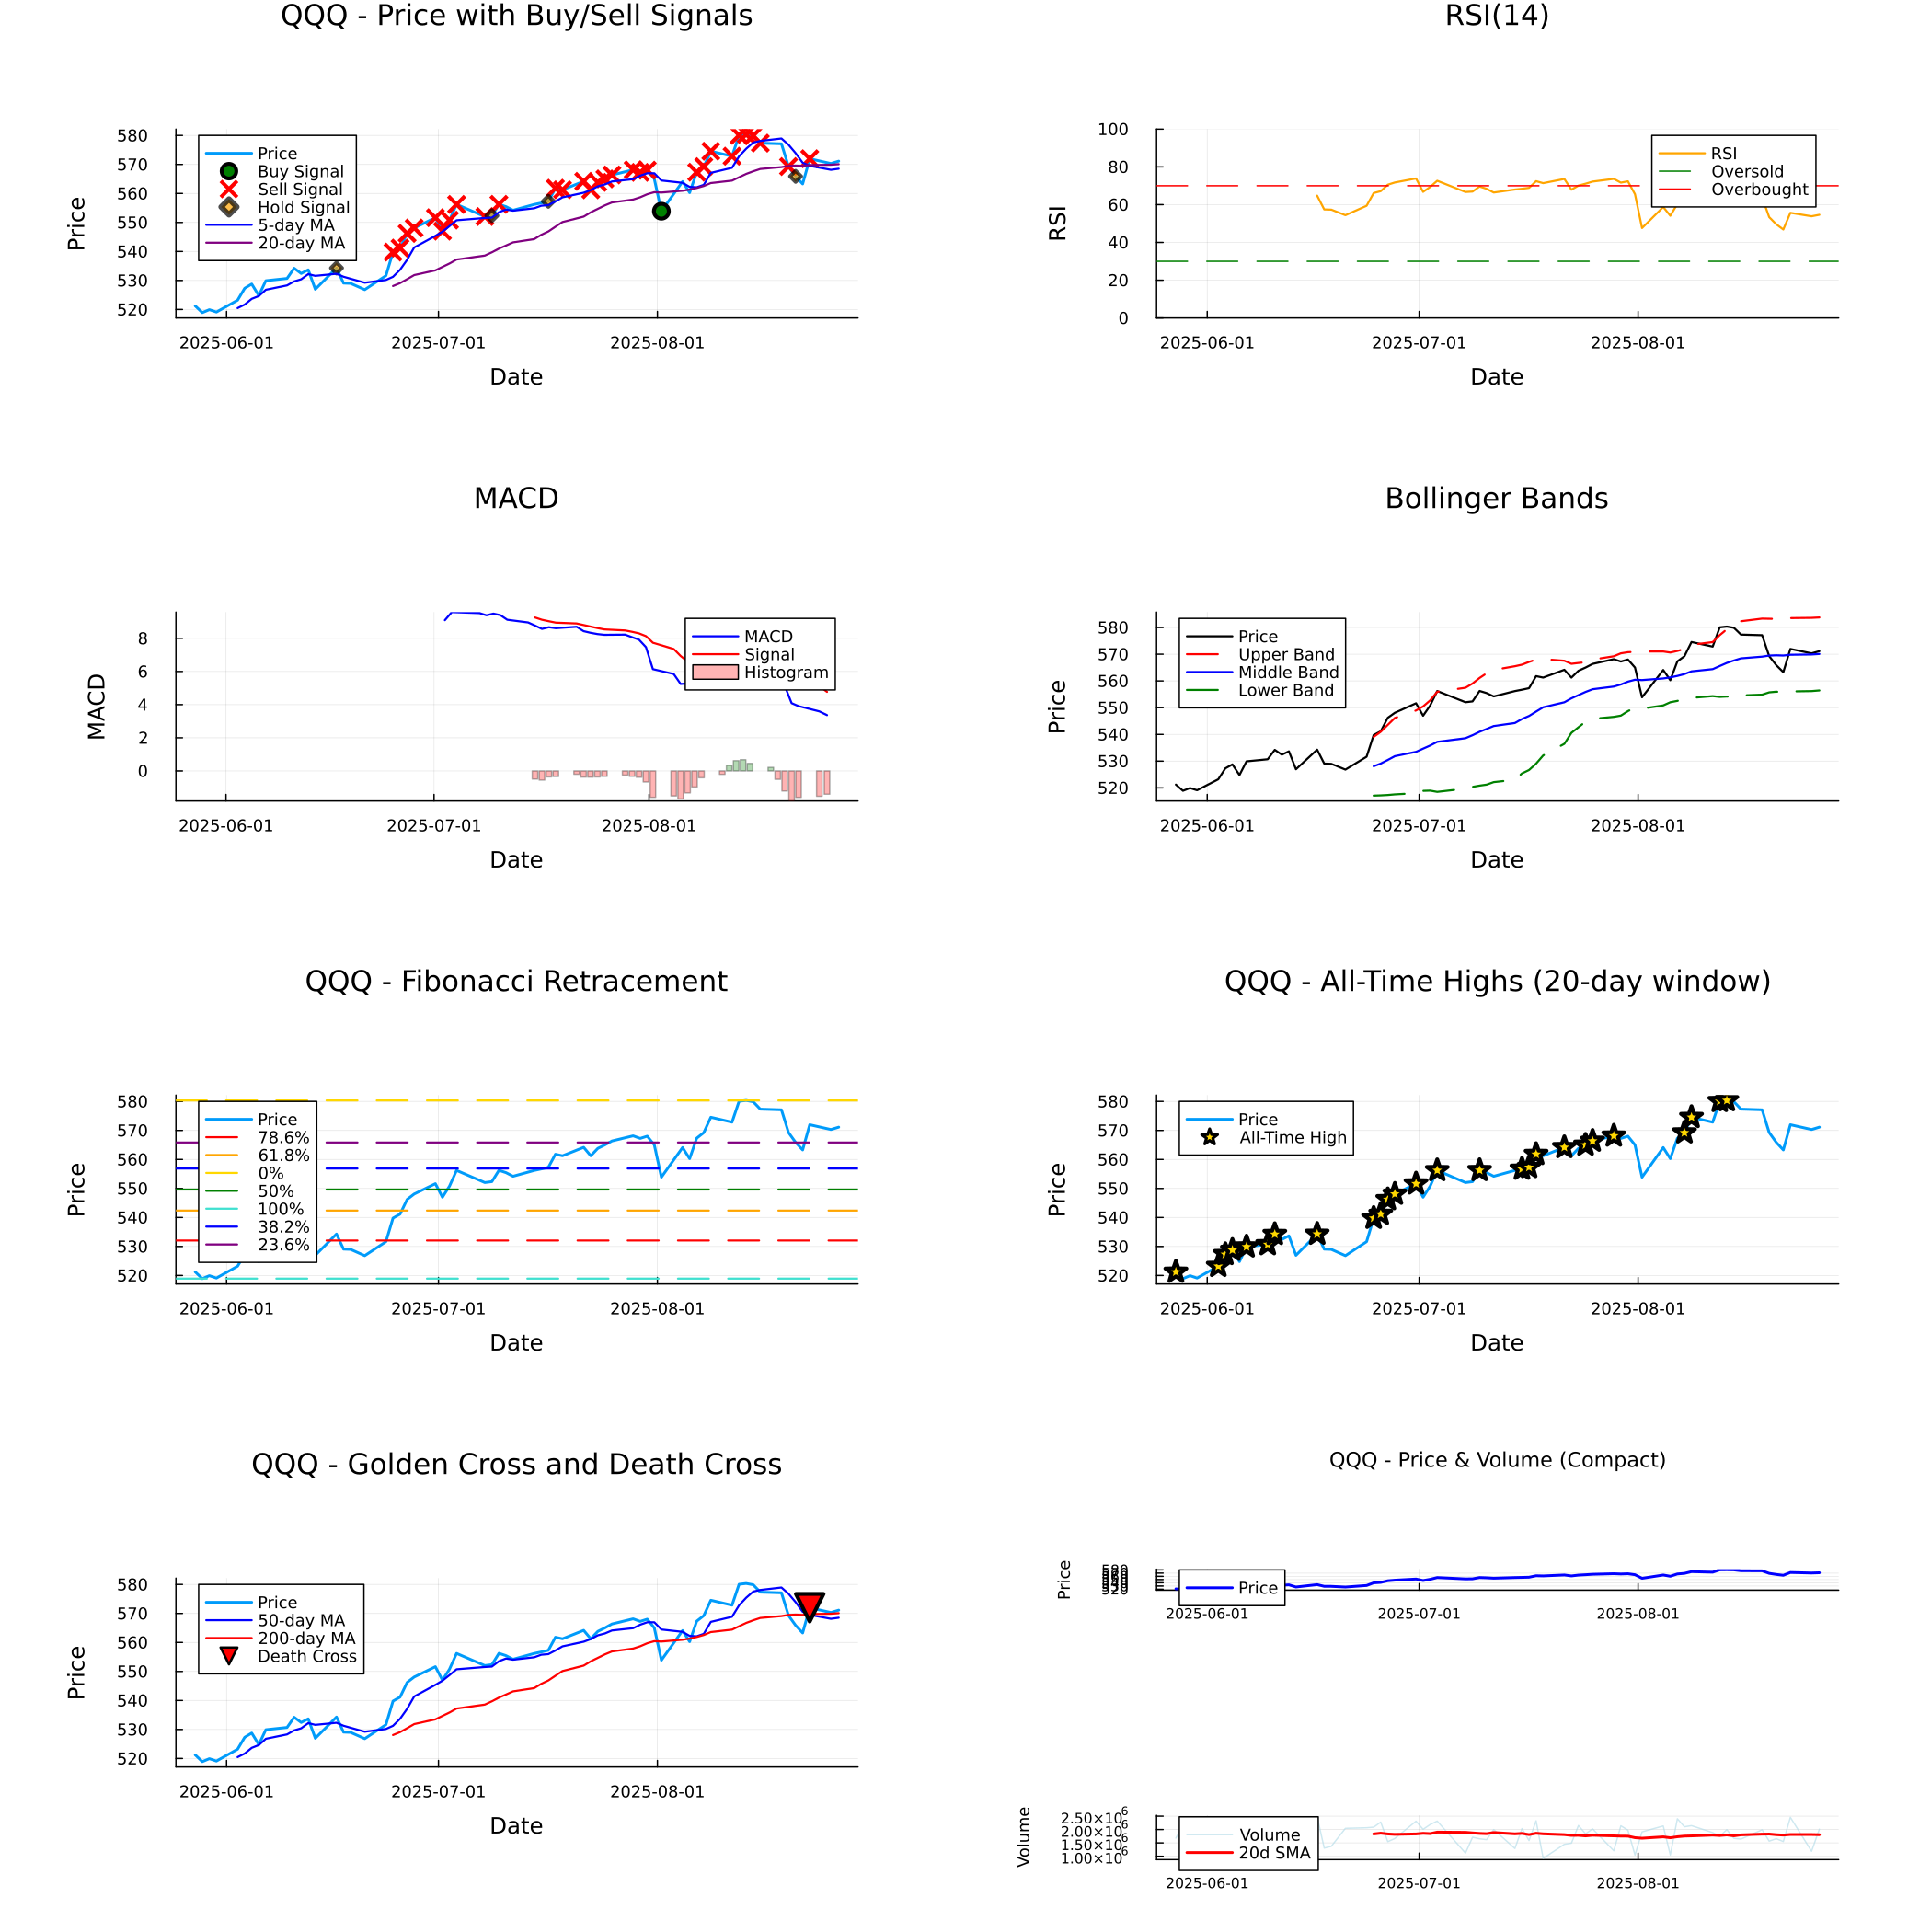 QQQ - Price with Buy/Sell Signals
Price
580
570
560
550
540
530
520
Price
Buy Signal
Sell Signal
Hold Signal
5-day MA
20-day MA
2025-06-01
2025-07-01
2025-08-01
Date
RSI(14)
RSI
100
80
60
40
20
0
RSI
Oversold
Overbought
2025-06-01
2025-07-01
2025-08-01
Date
MACD
MACD
8
6
4
2
0
MACD
Signal
Histogram
2025-06-01
2025-07-01
2025-08-01
Date
Bollinger Bands
Price
580
570
560
550
540
530
520
Price
Upper Band
Middle Band
Lower Band
2025-06-01
2025-07-01
2025-08-01
Date
QQQ - Fibonacci Retracement
Price
580
570
560
550
540
530
520
Price
78.6%
61.8%
0%
50%
100%
38.2%
23.6%
2025-06-01
2025-07-01
2025-08-01
Date
QQQ - All-Time Highs (20-day window)
Price
580
570
560
550
540
530
520
Price
All-Time High
2025-06-01
2025-07-01
2025-08-01
Date
QQQ - Golden Cross and Death Cross
Price
580
570
560
550
540
530
520
Price
50-day MA
200-day MA
Death Cross
2025-06-01
2025-07-01
2025-08-01
Date
QQQ - Price & Volume (Compact)
Price
Price
2025-06-01
2025-07-01
2025-08-01
Volume
2.50×10⁶
2.00×10⁶
1.50×10⁶
1.00×10⁶
Volume
20d SMA
2025-06-01
2025-07-01
2025-08-01